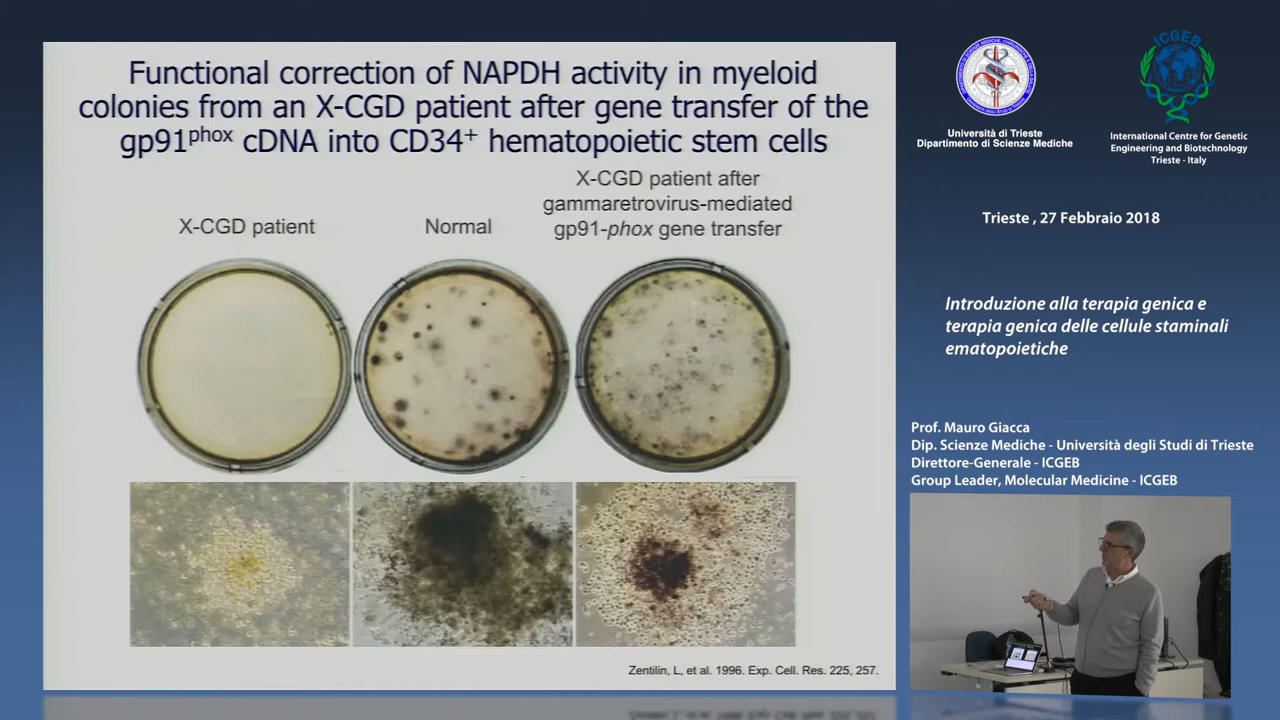 Functional correction of NAPDH activity in myeloid
colonies from an X-CGD patient after gene transfer of the
gp91phox cDNA into CD34+ hematopoietic stem cells
X-CGD patient
Normal
X-CGD patient after
gammaretrovirus-mediated
gp91-phox gene transfer
Zentilin, L, et al. 1996. Exp. Cell. Res. 225, 257.
Università di Trieste
Dipartimento di Scienze Mediche
ICGEB
International Centre for Genetic
Engineering and Biotechnology
Trieste - Italy
Trieste , 27 Febbraio 2018
Introduzione alla terapia genica e
terapia genica delle cellule staminali
ematopoietiche
Prof. Mauro Giacca
Dip. Scienze Mediche - Università degli Studi di Trieste
Direttore-Generale - ICGEB
Group Leader, Molecular Medicine - ICGEB